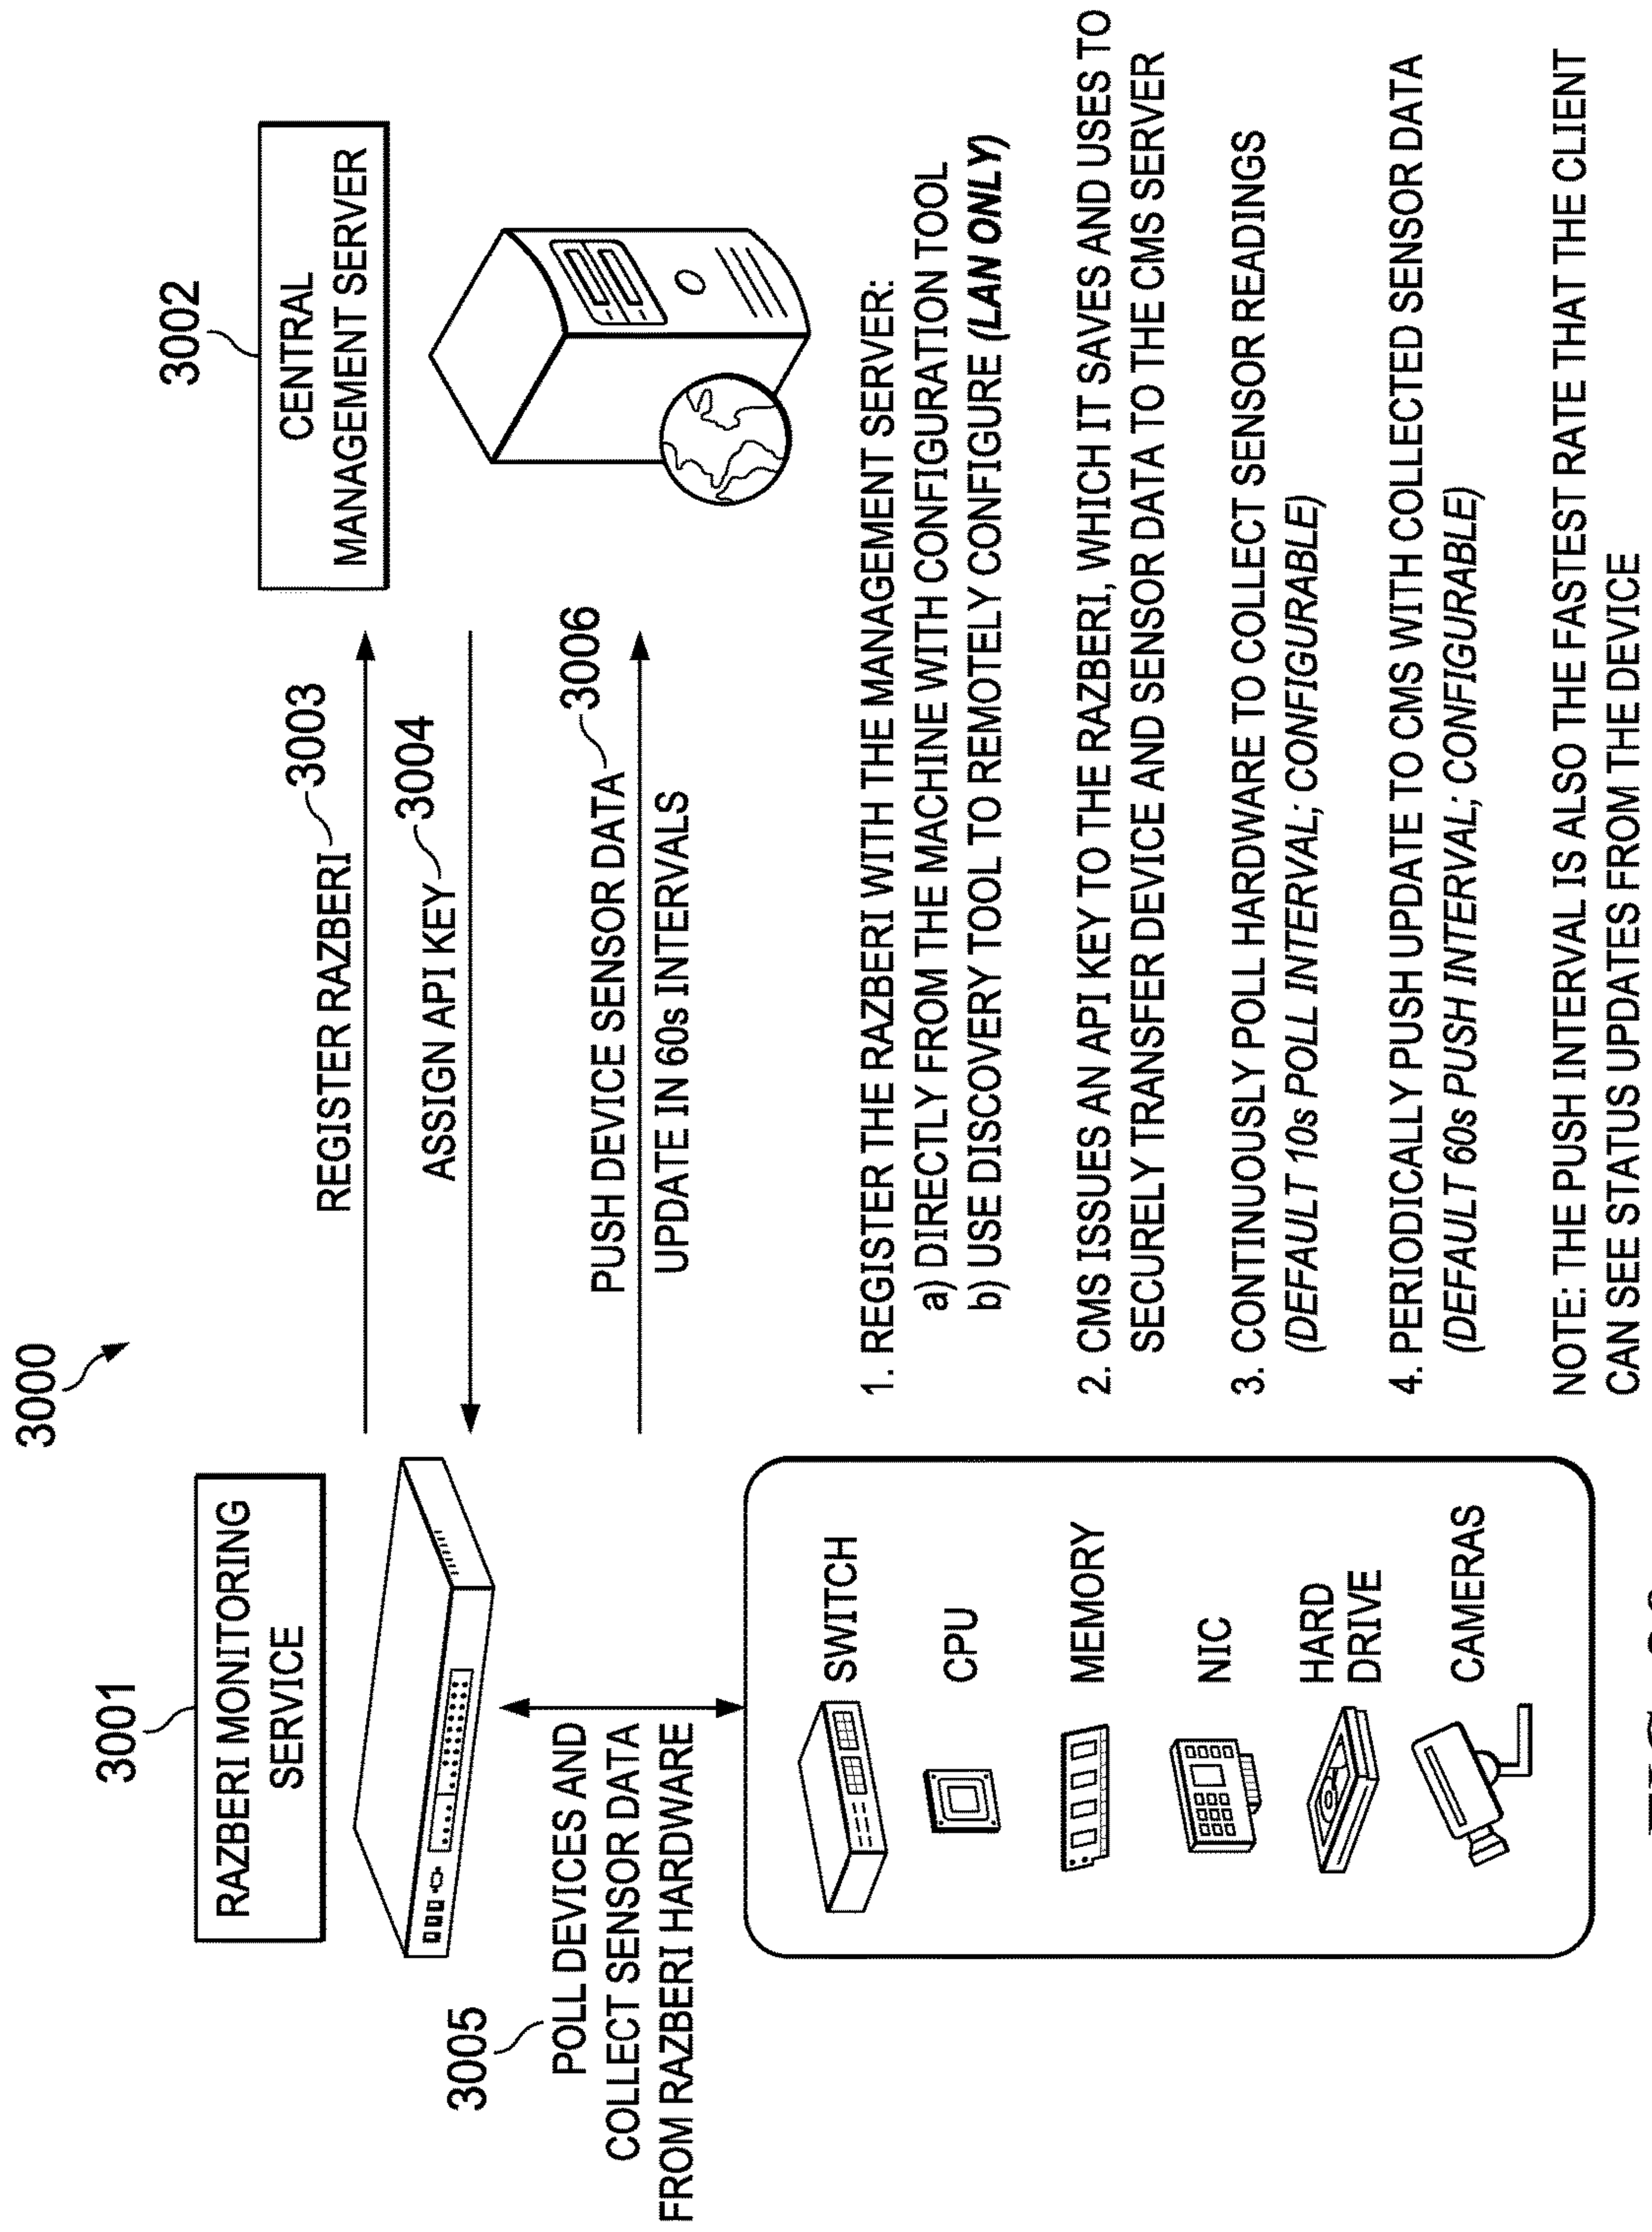 3000
3001
RAZBERI MONITORING
SERVICE
3002
CENTRAL
MANAGEMENT SERVER
REGISTER RAZBERI
3003
ASSIGN API KEY
3004
PUSH DEVICE SENSOR DATA
3006
UPDATE IN 60s INTERVALS
3005
POLL DEVICES AND
COLLECT SENSOR DATA
FROM RAZBERI HARDWARE
SWITCH
CPU
MEMORY
NIC
HARD
DRIVE
CAMERAS
1. REGISTER THE RAZBERI WITH THE MANAGEMENT SERVER:
a) DIRECTLY FROM THE MACHINE WITH CONFIGURATION TOOL
b) USE DISCOVERY TOOL TO REMOTELY CONFIGURE (LAN ONLY)
2. CMS ISSUES AN API KEY TO THE RAZBERI, WHICH IT SAVES AND USES TO
SECURELY TRANSFER DEVICE AND SENSOR DATA TO THE CMS SERVER
3. CONTINUOUSLY POLL HARDWARE TO COLLECT SENSOR READINGS
(DEFAULT 10s POLL INTERVAL; CONFIGURABLE)
4. PERIODICALLY PUSH UPDATE TO CMS WITH COLLECTED SENSOR DATA
(DEFAULT 60s PUSH INTERVAL; CONFIGURABLE)
NOTE: THE PUSH INTERVAL IS ALSO THE FASTEST RATE THAT THE CLIENT
CAN SEE STATUS UPDATES FROM THE DEVICE